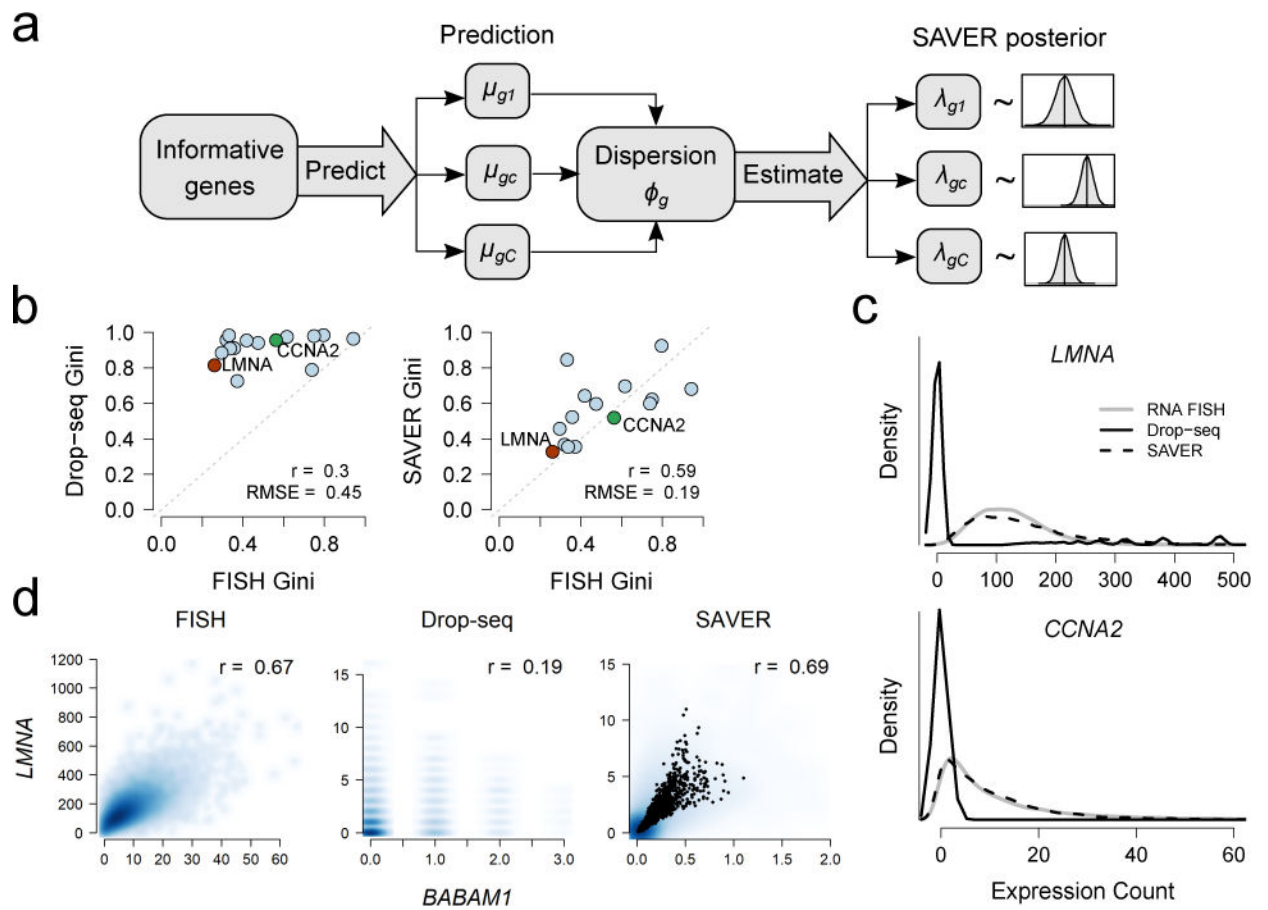 a
Prediction
SAVER posterior
Informative
genes
Predict
μg1
μgc
μgC
Dispersion
ϕg
Estimate
λg1
~
λgc
~
λgC
~
b
Drop−seq Gini
1.0
0.8
0.6
0.4
0.2
0.0
LMNA
CCNA2
r = 0.3
RMSE = 0.45
0.0 0.4 0.8
FISH Gini
SAVER Gini
1.0
0.8
0.6
0.4
0.2
0.0
LMNA
CCNA2
r = 0.59
RMSE = 0.19
0.0 0.4 0.8
FISH Gini
c
LMNA
Density
RNA FISH
Drop−seq
SAVER
0 100 200 300 400 500
CCNA2
Density
0 20 40 60
Expression Count
d
FISH
r = 0.67
LMNA
1200
1000
800
600
400
200
0
0 10 20 30 40 50 60
Drop-seq
r = 0.19
15
10
5
0
0.0 1.0 2.0 3.0
BABAM1
SAVER
r = 0.69
15
10
5
0
0.0 0.5 1.0 1.5 2.0